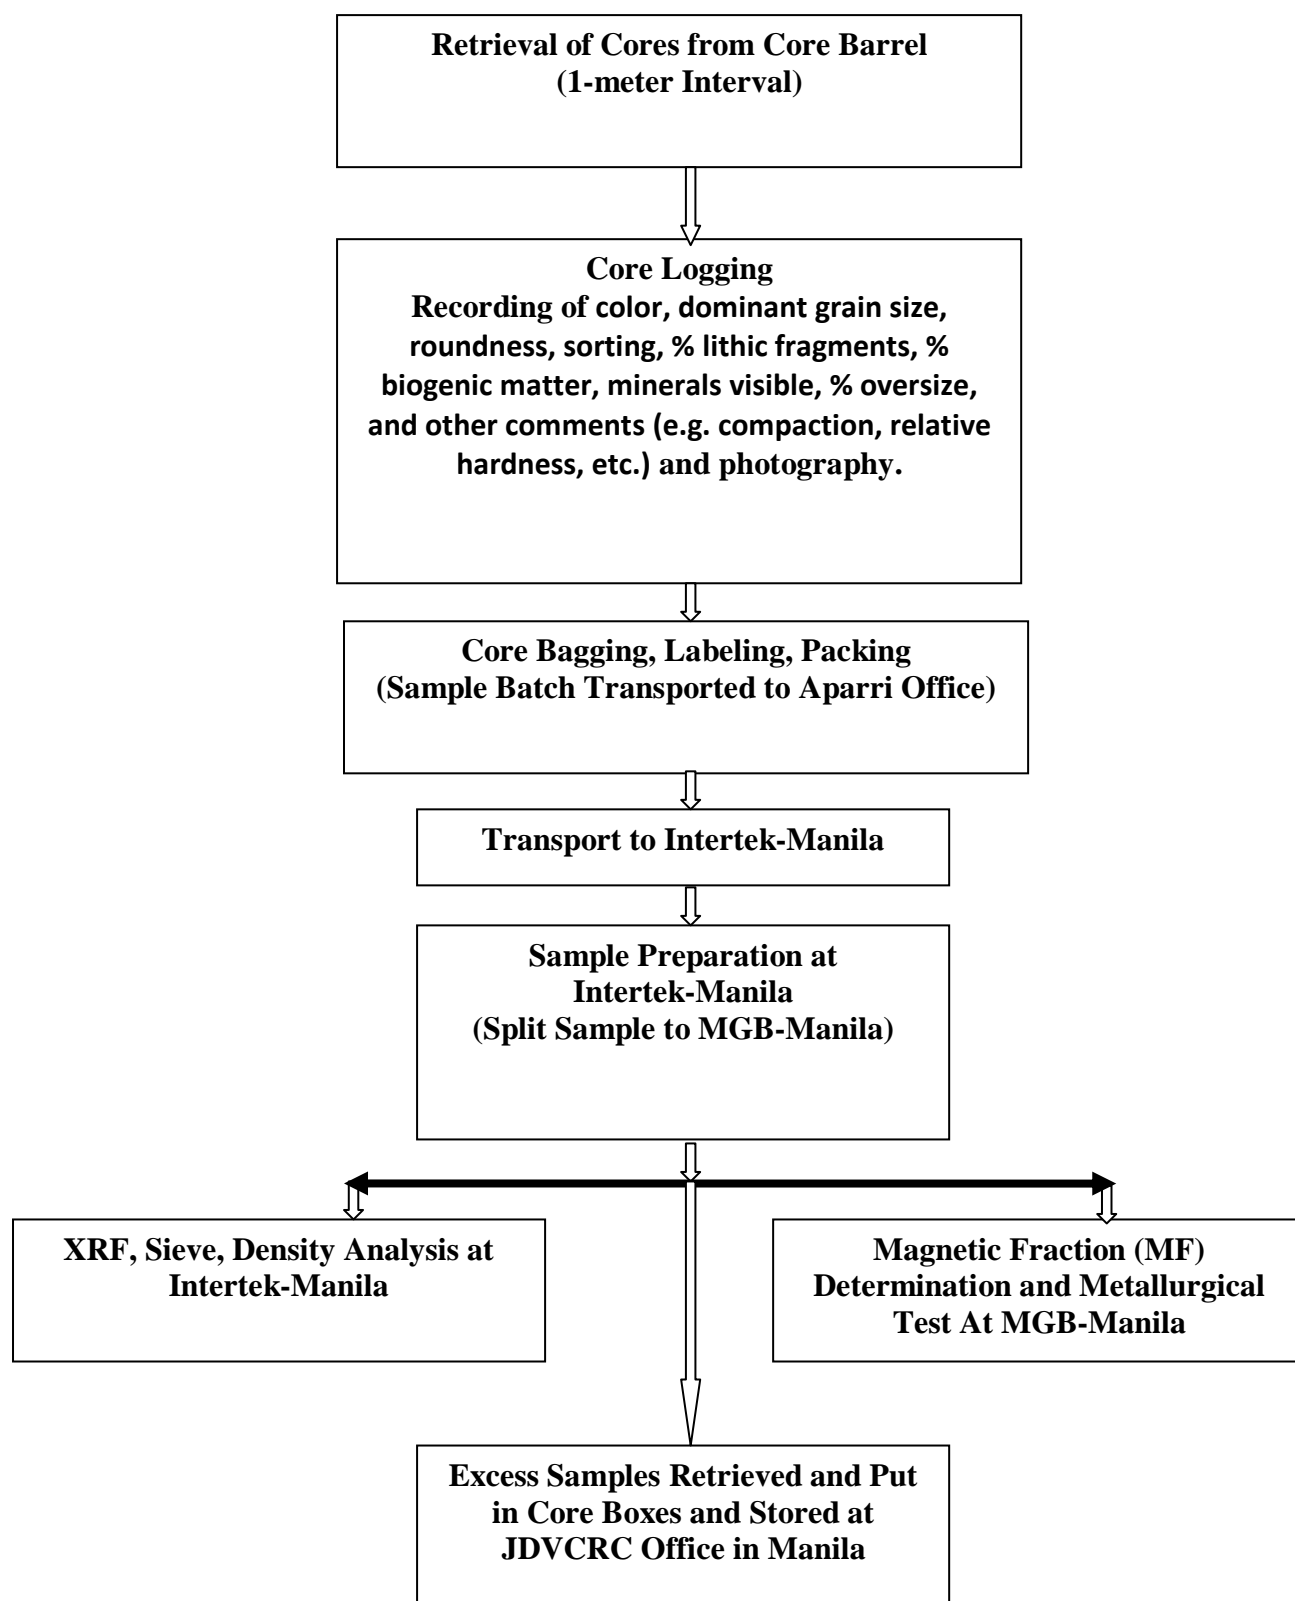 Retrieval of Cores from Core Barrel
(1-meter Interval)
Core Logging
Recording of color, dominant grain size,
roundness, sorting, % lithic fragments, %
biogenic matter, minerals visible, % oversize,
and other comments (e.g. compaction, relative
hardness, etc.) and photography.
Core Bagging, Labeling, Packing
(Sample Batch Transported to Aparri Office)
Transport to Intertek-Manila
Sample Preparation at
Intertek-Manila
(Split Sample to MGB-Manila)
XRF, Sieve, Density Analysis at
Intertek-Manila
Magnetic Fraction (MF)
Determination and Metallurgical
Test At MGB-Manila
Excess Samples Retrieved and Put
in Core Boxes and Stored at
JDVCRC Office in Manila